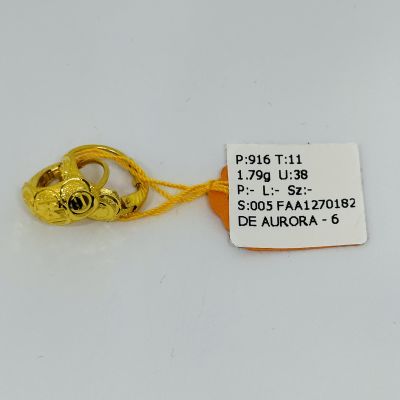 P:916 T:11
1.79g U:38
P:- L:- Sz:-
S:005 FAA1270182
DE AURORA - 6